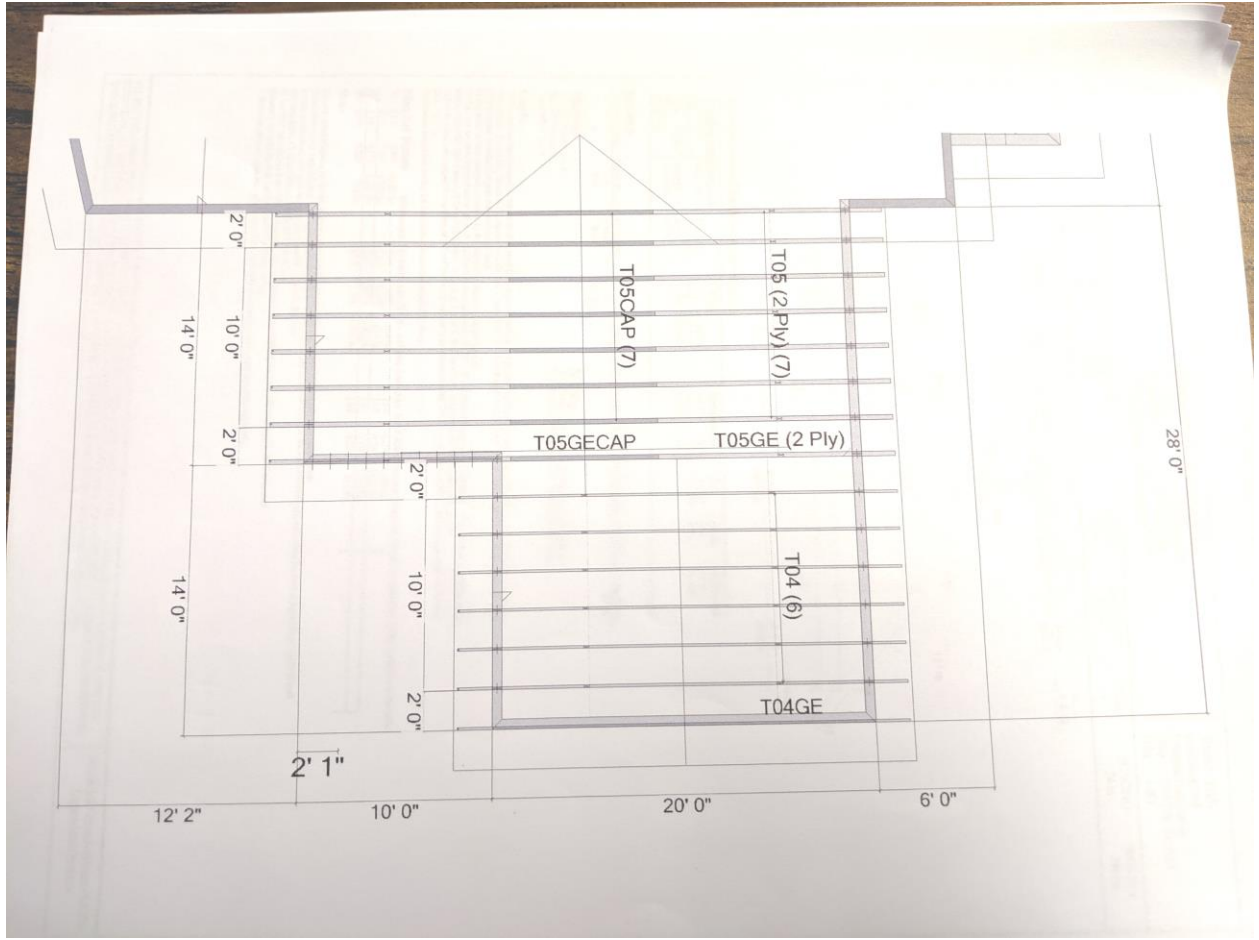 2' 0"
T05CAP (7)
T05 (2 Ply) (7)
14' 0"
10' 0"
2' 0"
T05GECAP
T05GE (2 Ply)
28' 0"
2' 0"
14' 0"
10' 0"
T04 (6)
2' 0"
T04GE
2' 1"
12' 2"
10' 0"
20' 0"
6' 0"